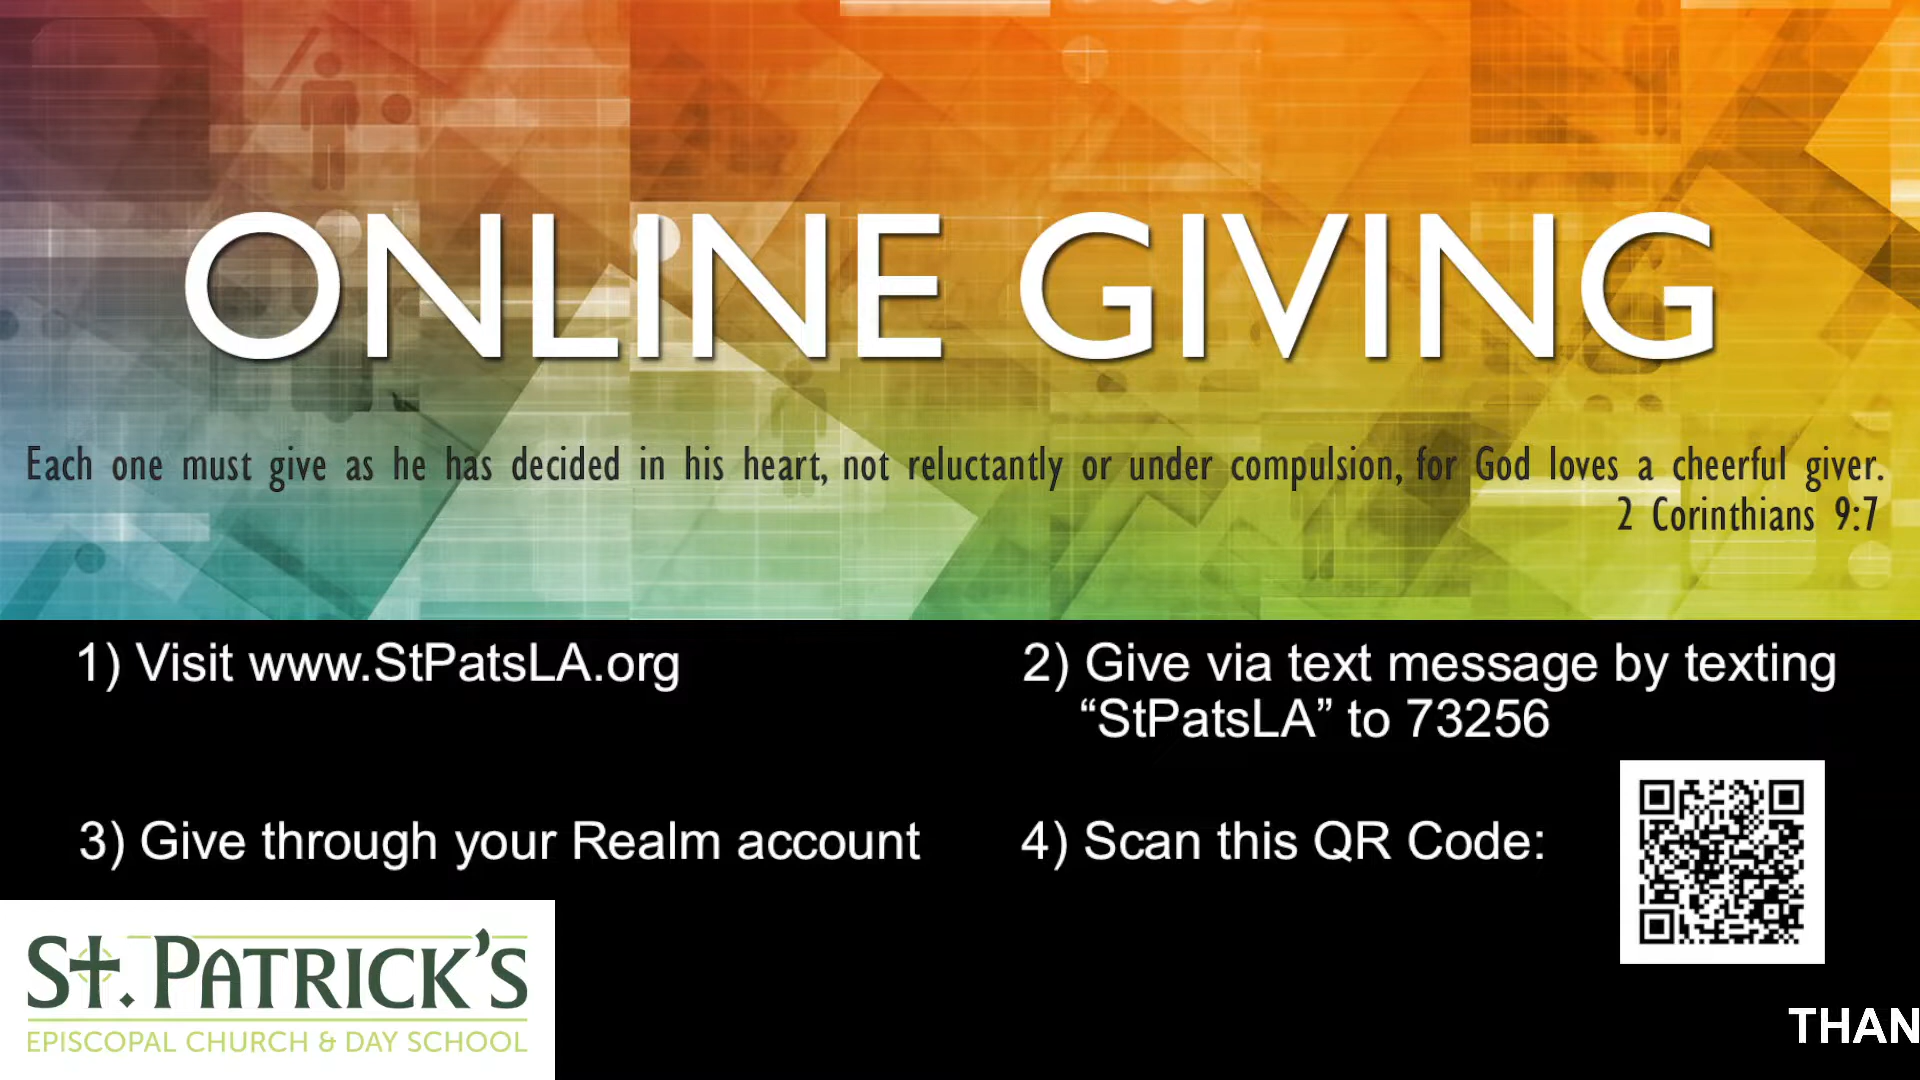 ONLINE GIVING
Each one must give as he has decided in his heart, not reluctantly or under compulsion, for God loves a cheerful giver.
2 Corinthians 9:7
1) Visit www.StPatsLA.org
2) Give via text message by texting
“StPatsLA” to 73256
3) Give through your Realm account
4) Scan this QR Code:
St. Patrick's
EPISCOPAL CHURCH & DAY SCHOOL
THAN